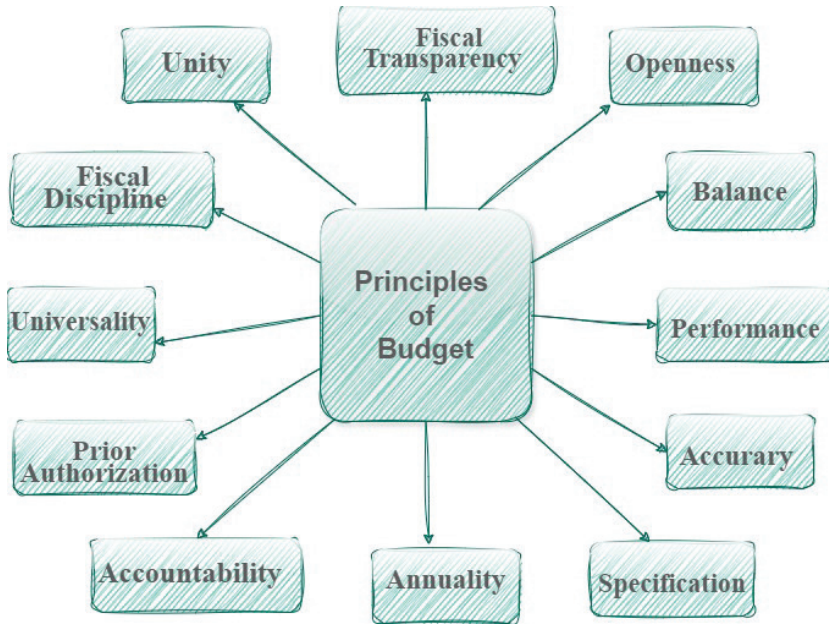 Unity
Fiscal
Transparency
Openness
Fiscal
Discipline
Balance
Principles
of
Budget
Universality
Performance
Prior
Authorization
Accurary
Accountability
Annuality
Specification